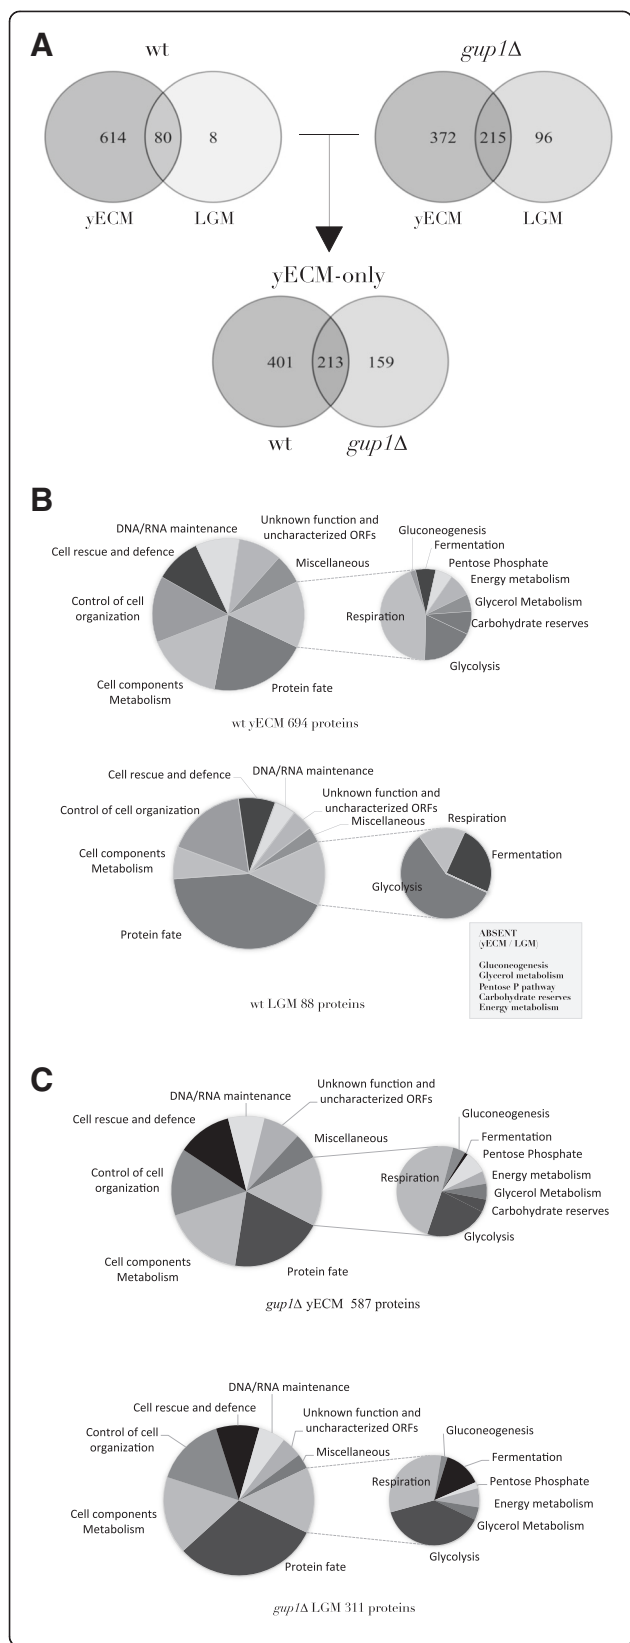 A
wt
gup1Δ
614
80
8
372
215
96
yECM
LGM
yECM
LGM
yECM-only
401
213
159
wt
gup1Δ
B
DNA/RNA maintenance
Unknown function and
uncharacterized ORFs
Cell rescue and defence
Miscellaneous
Control of cell
organization
Cell components
Metabolism
Protein fate
Gluconeogenesis
Fermentation
Pentose Phosphate
Energy metabolism
Glycerol Metabolism
Respiration
Carbohydrate reserves
Glycolysis
wt yECM 694 proteins
Cell rescue and defence
DNA/RNA maintenance
Unknown function and
uncharacterized ORFs
Control of cell organization
Miscellaneous
Cell components
Metabolism
Protein fate
Respiration
Fermentation
Glycolysis
ABSENT
(yECM / LGM)
Gluconeogenesis
Glycerol metabolism
Pentose P pathway
Carbohydrate reserves
Energy metabolism
wt LGM 88 proteins
C
DNA/RNA maintenance
Unknown function and
uncharacterized ORFs
Cell rescue and defence
Miscellaneous
Control of cell
organization
Cell components
Metabolism
Protein fate
Gluconeogenesis
Fermentation
Pentose Phosphate
Respiration
Energy metabolism
Glycerol Metabolism
Carbohydrate reserves
Glycolysis
gup1Δ yECM 587 proteins
DNA/RNA maintenance
Cell rescue and defence
Unknown function and
uncharacterized ORFs
Control of cell
organization
Miscellaneous
Cell components
Metabolism
Protein fate
Gluconeogenesis
Fermentation
Respiration
Pentose Phosphate
Energy metabolism
Glycerol Metabolism
Glycolysis
gup1Δ LGM 311 proteins